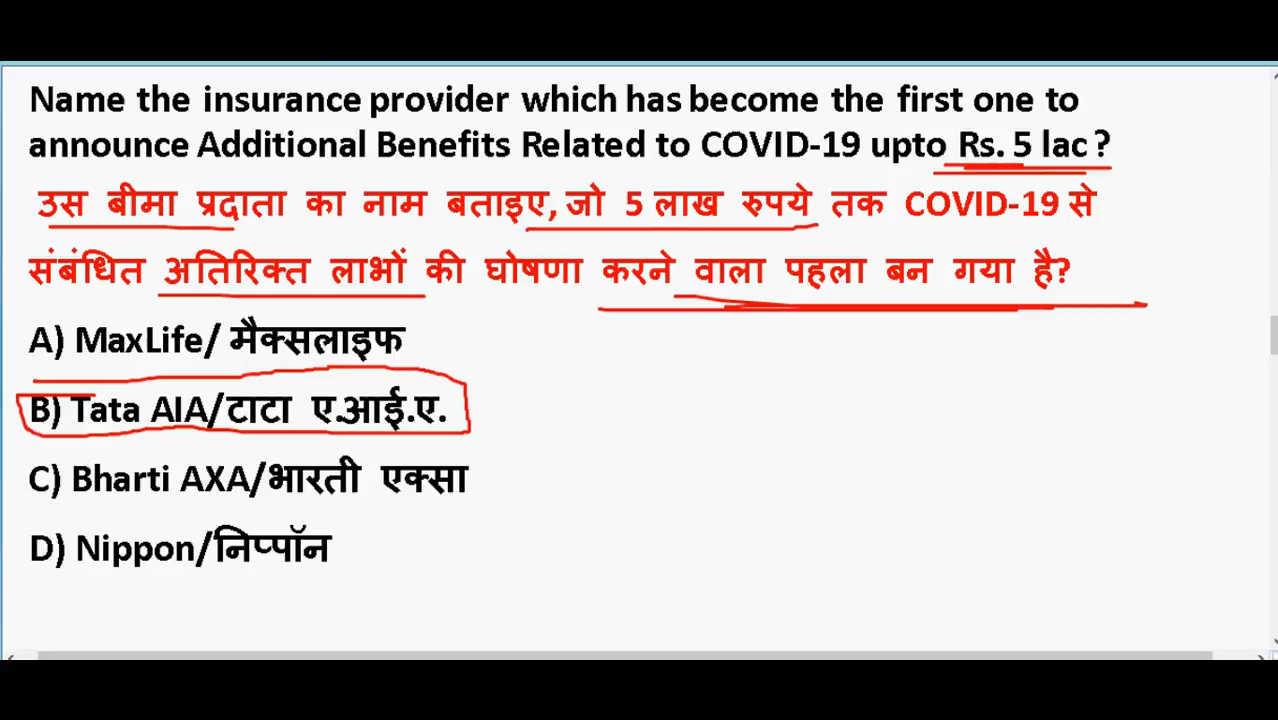 Name the insurance provider which has become the first one to
announce Additional Benefits Related to COVID-19 upto Rs. 5 lac ?
उस बीमा प्रदाता का नाम बताइए, जो 5 लाख रुपये तक COVID-19 से
संबंधित अतिरिक्त लाभों की घोषणा करने वाला पहला बन गया है?
A) MaxLife/ मैक्सलाइफ
B) Tata AIA/टाटा ए.आई.ए.
C) Bharti AXA/भारती एक्सा
D) Nippon/निप्पॉन